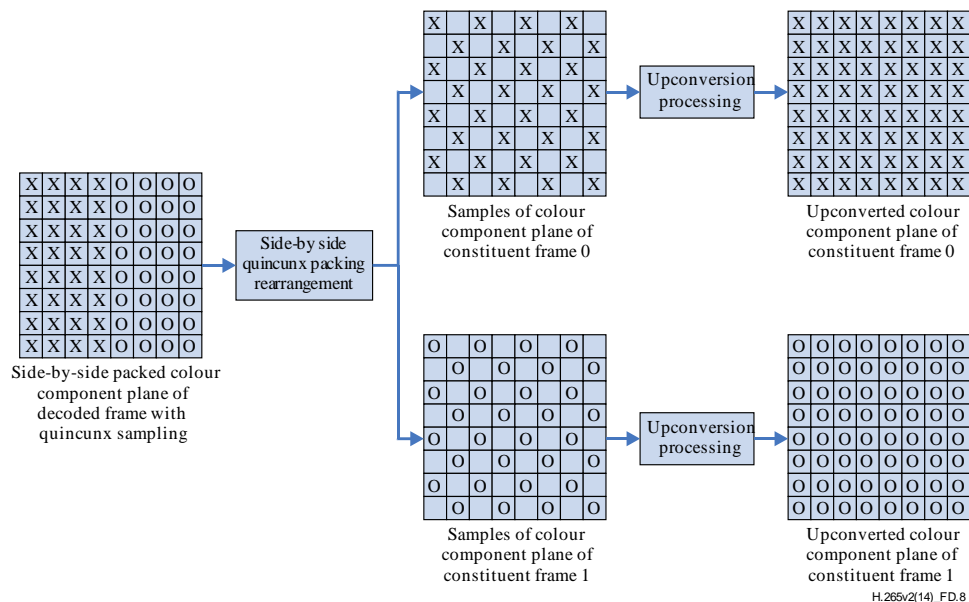 X X X X X X X X
X X X X X X X X
X X X X X X X X
X X X X X X X X
X X X X
X X X X
X X X X
X X X X
X X X X
X X X X
X X X X
X X X X
Samples of colour
component plane of
constituent frame 0
Upconversion
processing
X X X X X X X X
X X X X X X X X
X X X X X X X X
X X X X X X X X
X X X X X X X X
X X X X X X X X
X X X X X X X X
X X X X X X X X
Upconverted colour
component plane of
constituent frame 0
X X X X O O O O
X X X X O O O O
X X X X O O O O
X X X X O O O O
X X X X O O O O
X X X X O O O O
X X X X O O O O
X X X X O O O O
Side-by-side packed colour
component plane of
decoded frame with
quincunx sampling
Side-by side
quincunx packing
rearrangement
O O O O
O O O O
O O O O
O O O O
O O O O
O O O O
O O O O
O O O O
Samples of colour
component plane of
constituent frame 1
Upconversion
processing
O O O O O O O O
O O O O O O O O
O O O O O O O O
O O O O O O O O
O O O O O O O O
O O O O O O O O
O O O O O O O O
O O O O O O O O
Upconverted colour
component plane of
constituent frame 1
H.265v2(14)_FD.8